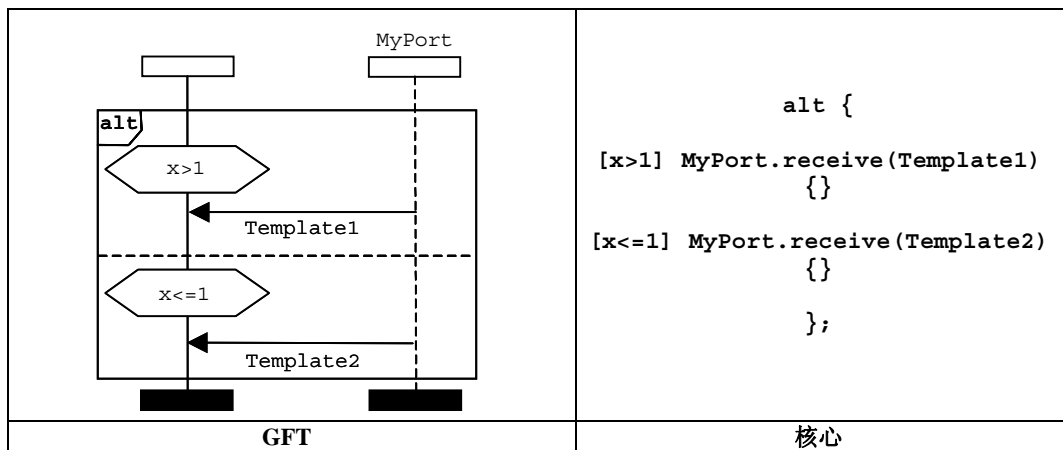 MyPort
alt
x>1
Template1
x<=1
Template2
alt {
[x>1] MyPort.receive(Template1)
{}
[x<=1] MyPort.receive(Template2)
{}
};
GFT
核心